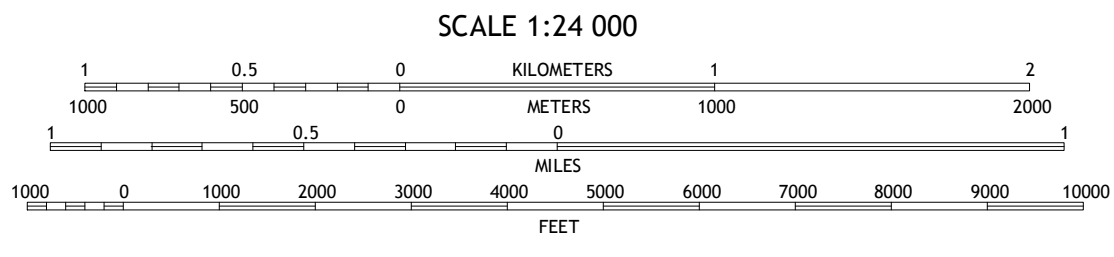 SCALE 1:24 000
1 0.5 0 KILOMETERS 1 2
1000 500 0 METERS 1000 2000
1 0.5 0 1
MILES
1000 0 1000 2000 3000 4000 5000 6000 7000 8000 9000 10000
FEET